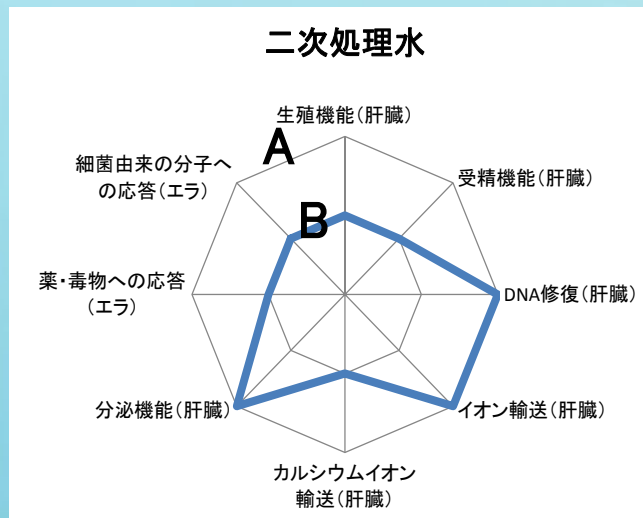 二次処理水
生殖機能（肝臓）
A
細菌由来の分子へ
の応答（エラ）
受精機能（肝臓）
B
薬・毒物への応答
（エラ）
DNA修復（肝臓）
分泌機能（肝臓）
イオン輸送（肝臓）
カルシウムイオン
輸送（肝臓）